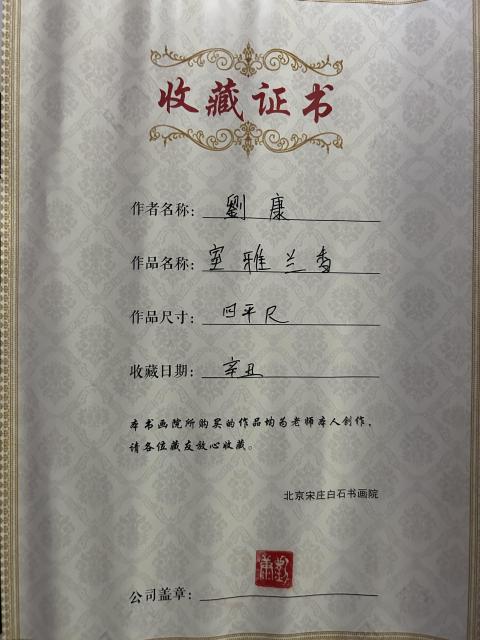 收藏证书
作者名称：劉康
作品名称：室雅兰香
作品尺寸：四平尺
收藏日期：辛丑
本书画院所购买的作品均为老师本人创作，
请各位藏友放心收藏。
北京宋庄白石书画院
公司盖章：